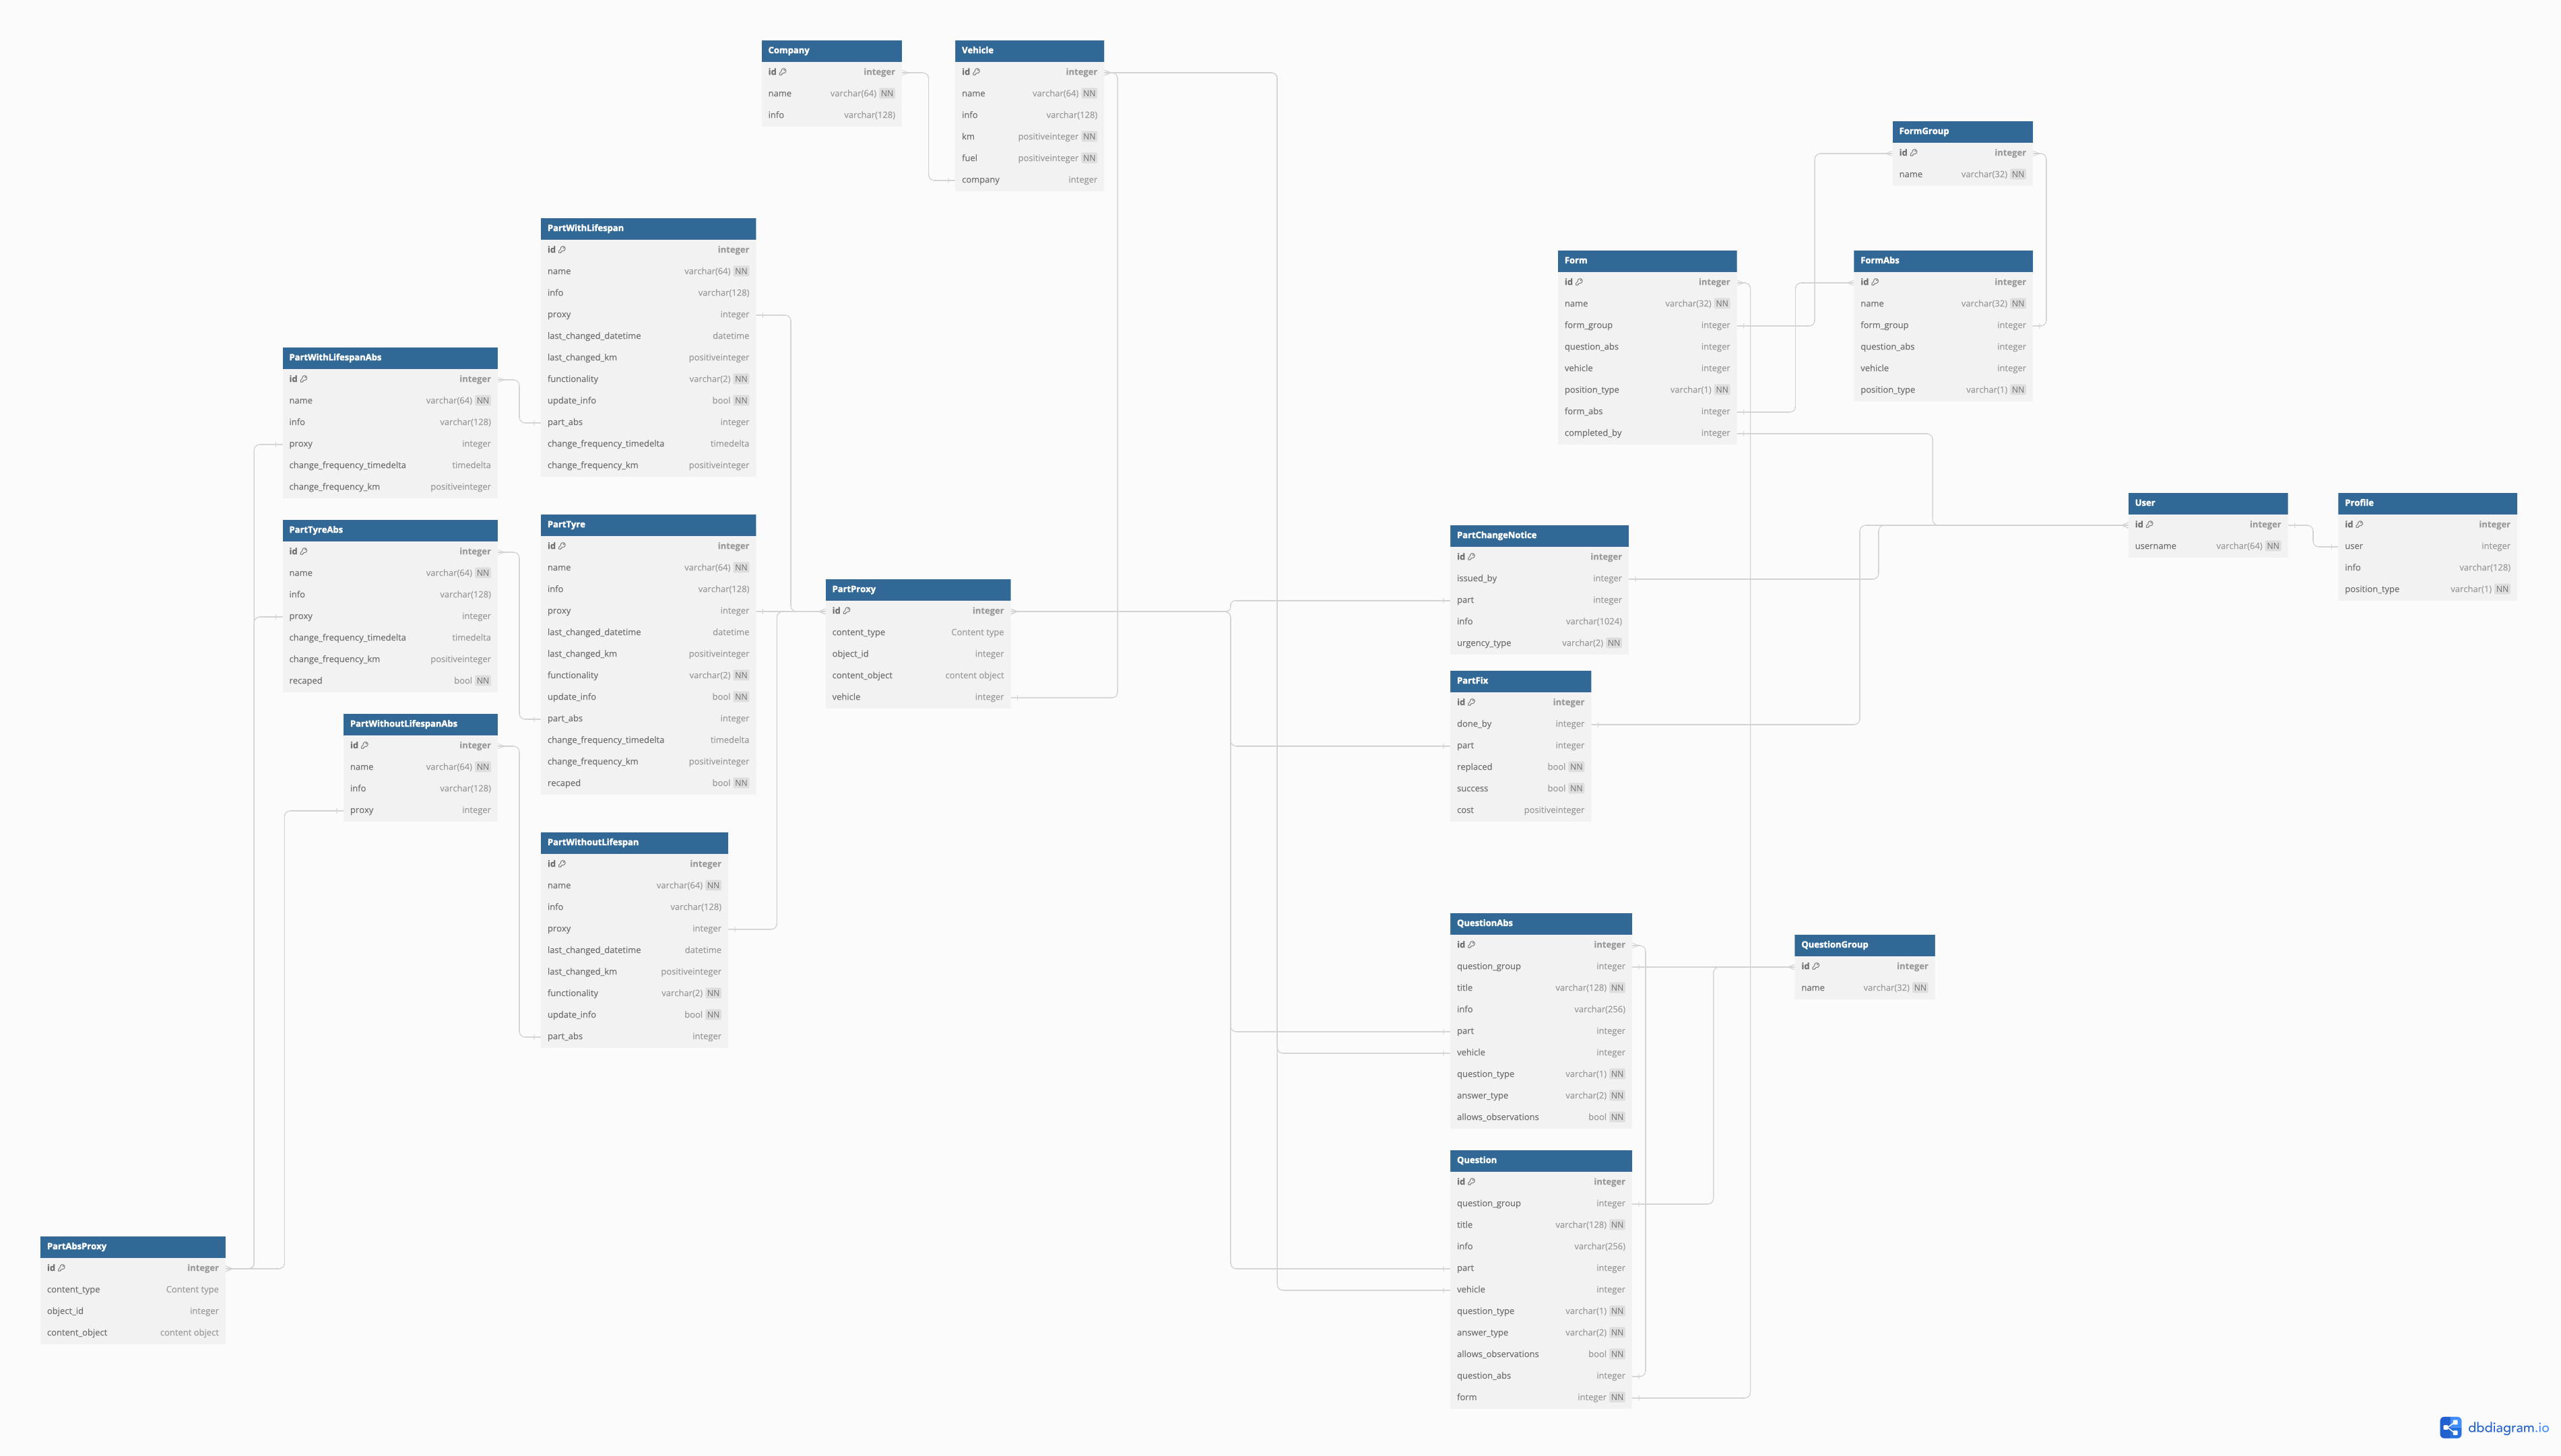 Company
id integer
name varchar(64) NN
info varchar(128)
Vehicle
id integer
name varchar(64) NN
info varchar(128)
km positiveinteger NN
fuel positiveinteger NN
company integer
FormGroup
id integer
name varchar(32) NN
PartWithLifespan
id integer
name varchar(64) NN
info varchar(128)
proxy integer
last_changed_datetime datetime
last_changed_km positiveinteger
functionality varchar(2) NN
update_info bool NN
part_abs integer
change_frequency_timedelta timedelta
change_frequency_km positiveinteger
Form
id integer
name varchar(32) NN
form_group integer
question_abs integer
vehicle integer
position_type varchar(1) NN
form_abs integer
completed_by integer
FormAbs
id integer
name varchar(32) NN
form_group integer
question_abs integer
vehicle integer
position_type varchar(1) NN
PartWithLifespanAbs
id integer
name varchar(64) NN
info varchar(128)
proxy integer
change_frequency_timedelta timedelta
change_frequency_km positiveinteger
User
id integer
username varchar(64) NN
Profile
id integer
user integer
info varchar(128)
position_type varchar(1) NN
PartTyreAbs
id integer
name varchar(64) NN
info varchar(128)
proxy integer
change_frequency_timedelta timedelta
change_frequency_km positiveinteger
recaped bool NN
PartTyre
id integer
name varchar(64) NN
info varchar(128)
proxy integer
last_changed_datetime datetime
last_changed_km positiveinteger
functionality varchar(2) NN
update_info bool NN
part_abs integer
change_frequency_timedelta timedelta
change_frequency_km positiveinteger
recaped bool NN
PartProxy
id integer
content_type Content type
object_id integer
content_object content object
vehicle integer
PartChangeNotice
id integer
issued_by integer
part integer
info varchar(1024)
urgency_type varchar(2) NN
PartFix
id integer
done_by integer
part integer
replaced bool NN
success bool NN
cost positiveinteger
PartWithoutLifespanAbs
id integer
name varchar(64) NN
info varchar(128)
proxy integer
PartWithoutLifespan
id integer
name varchar(64) NN
info varchar(128)
proxy integer
last_changed_datetime datetime
last_changed_km positiveinteger
functionality varchar(2) NN
update_info bool NN
part_abs integer
QuestionAbs
id integer
question_group integer
title varchar(128) NN
info varchar(256)
part integer
vehicle integer
question_type varchar(1) NN
answer_type varchar(2) NN
allows_observations bool NN
QuestionGroup
id integer
name varchar(32) NN
Question
id integer
question_group integer
title varchar(128) NN
info varchar(256)
part integer
vehicle integer
question_type varchar(1) NN
answer_type varchar(2) NN
allows_observations bool NN
question_abs integer
form integer NN
PartAbsProxy
id integer
content_type Content type
object_id integer
content_object content object
dbdiagram.io